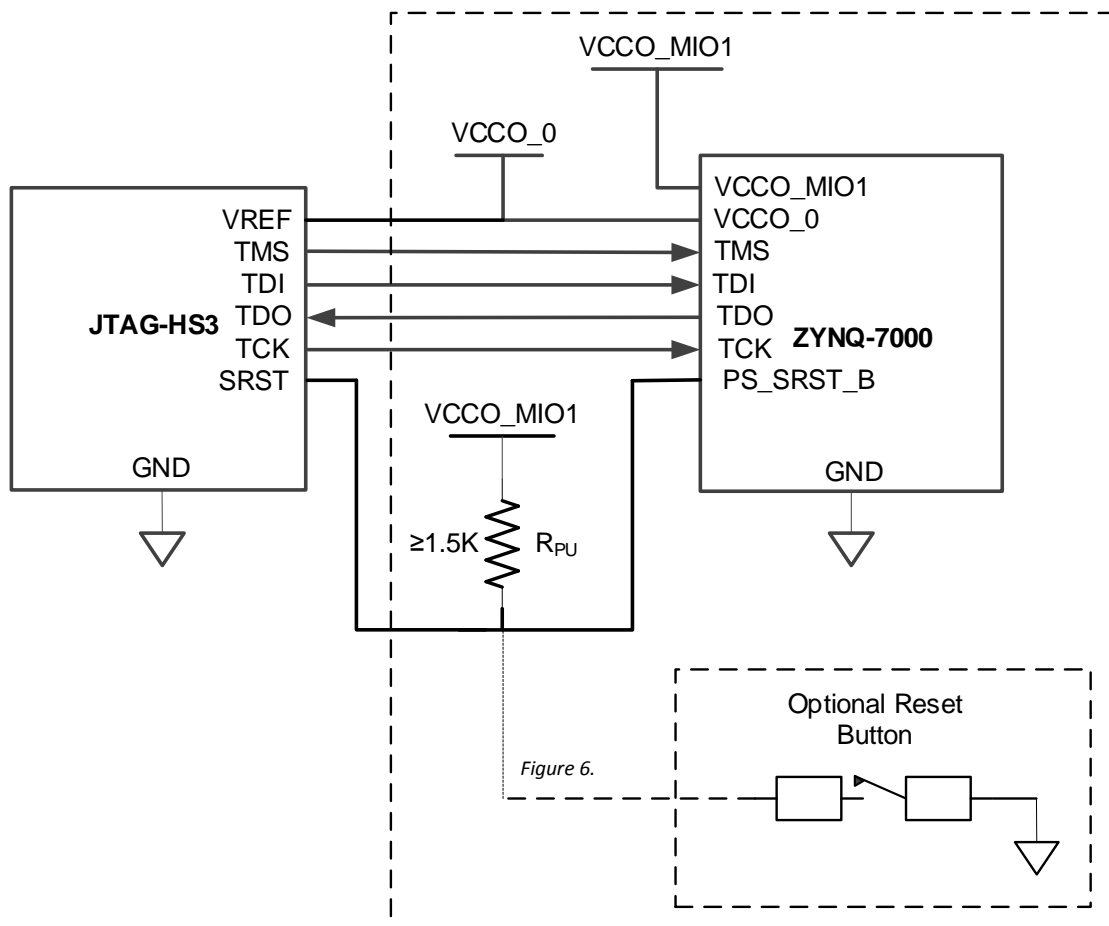 VCCO_MIO1
VCCO_0
VREF
TMS
TDI
TDO
TCK
SRST
JTAG-HS3
GND
VCCO_MIO1
VCCO_0
TMS
TDI
TDO
TCK
PS_SRST_B
ZYNQ-7000
GND
VCCO_MIO1
≥1.5K
RPU
Optional Reset
Button
Figure 6.